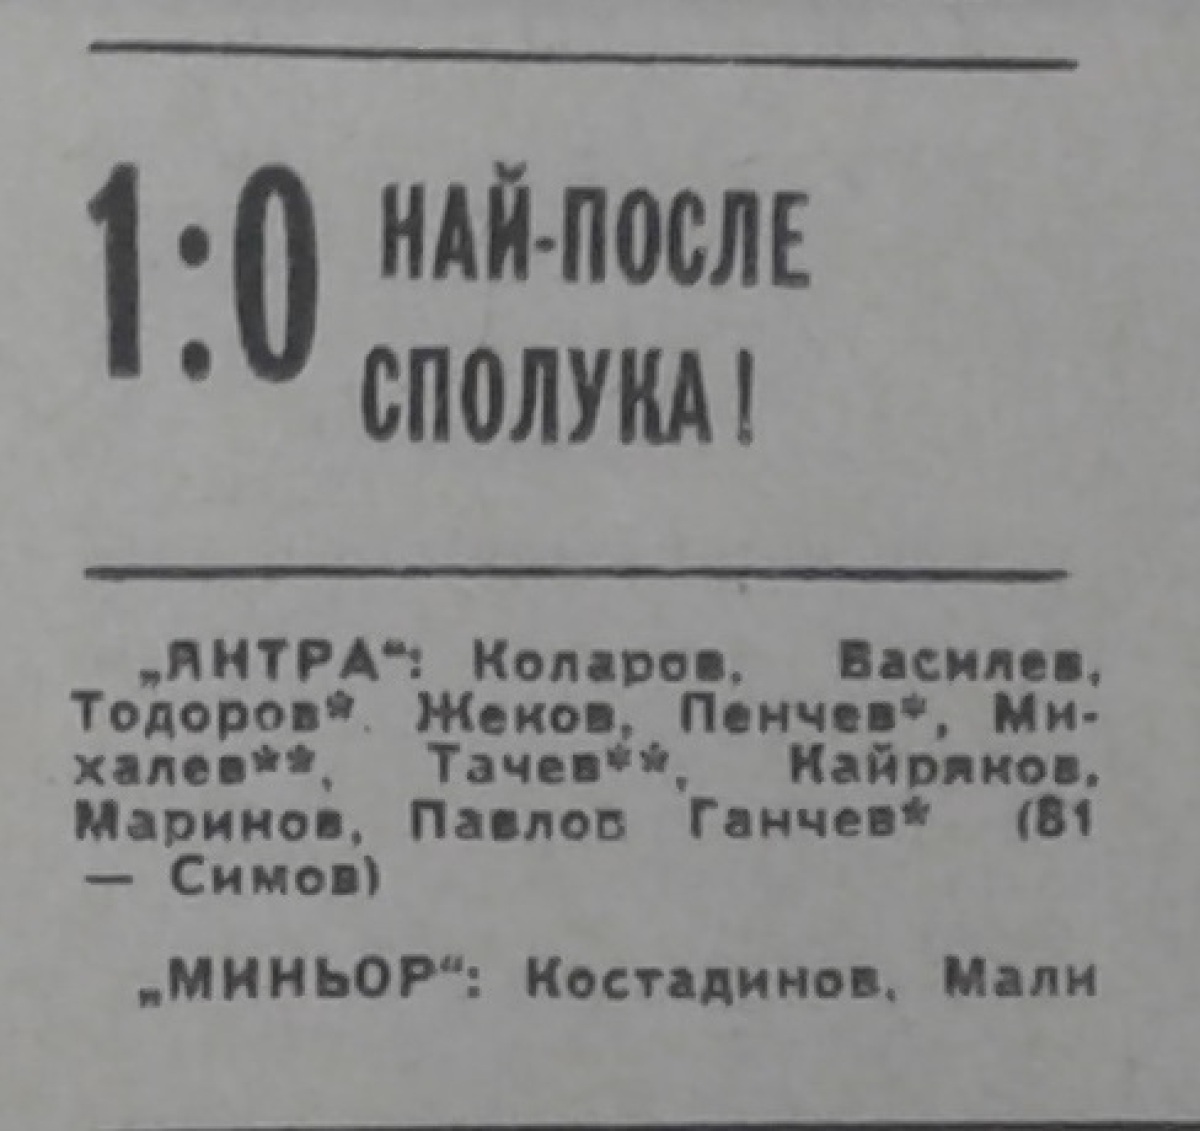 1:0 НАЙ-ПОСЛЕ
СПОЛУКА!
„ЯНТРА“: Коларов, Василев,
Тодоров*. Жеков, Пенчев*, Ми-
халев**, Тачев**, Кайряков,
Маринов, Павлов Ганчев* (81
— Симов)
„МИНЬОР“: Костадинов, Мали